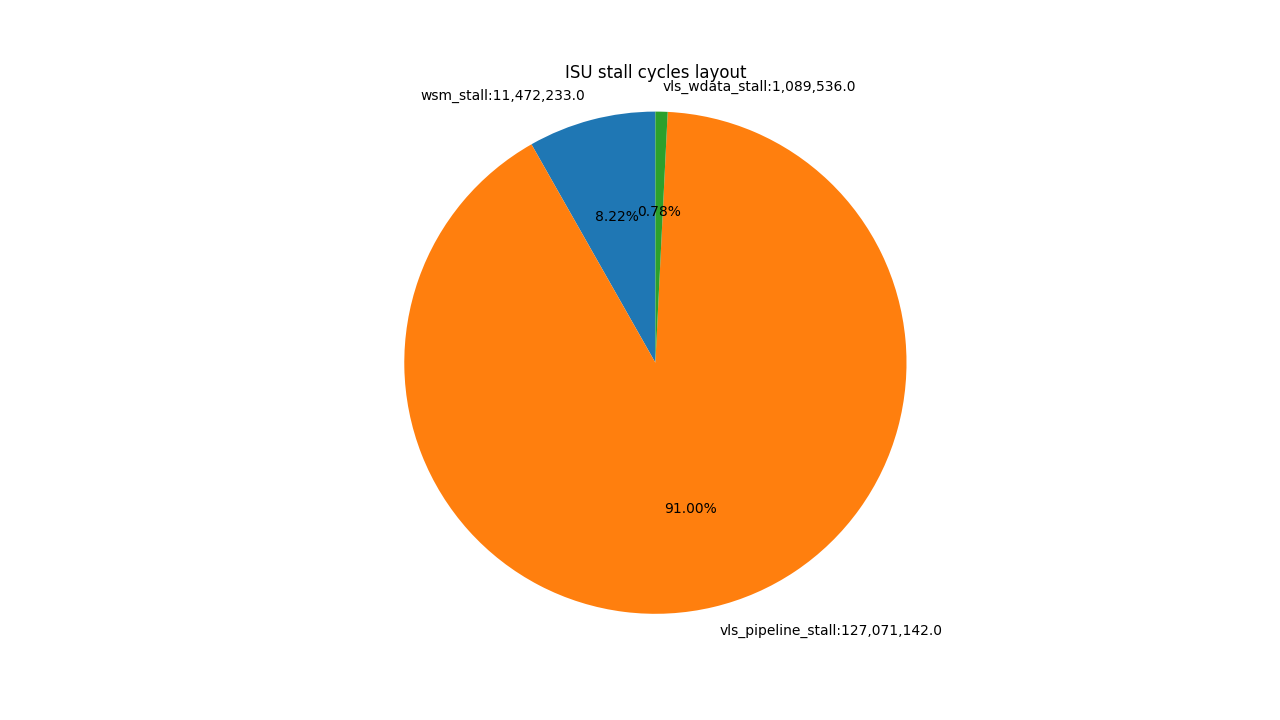 ISU stall cycles layout
vls_wdata_stall:1,089,536.0
wsm_stall:11,472,233.0
0.78%
8.22%
91.00%
vls_pipeline_stall:127,071,142.0